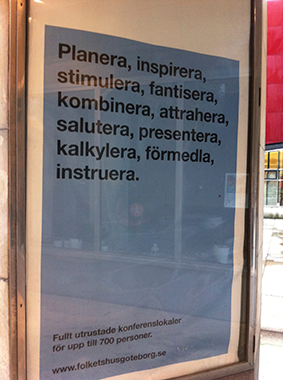 Planera, inspirera,
stimulera, fantisera,
kombinera, attrahera,
salutera, presentera,
kalkylera, förmedla,
instruera.
Fullt utrustade konferenslokaler
för upp till 700 personer.
www.folketshusgoteborg.se